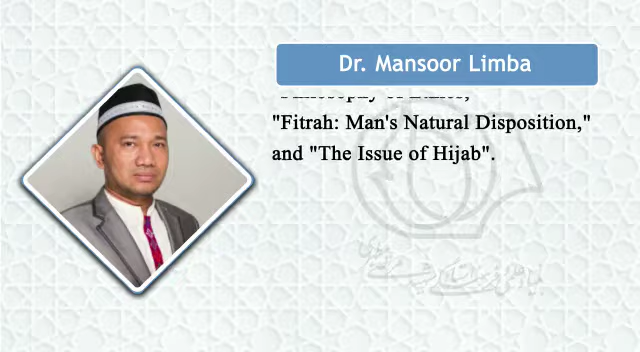 Dr. Mansoor Limba
"Fitrah: Man's Natural Disposition,"
and "The Issue of Hijab".